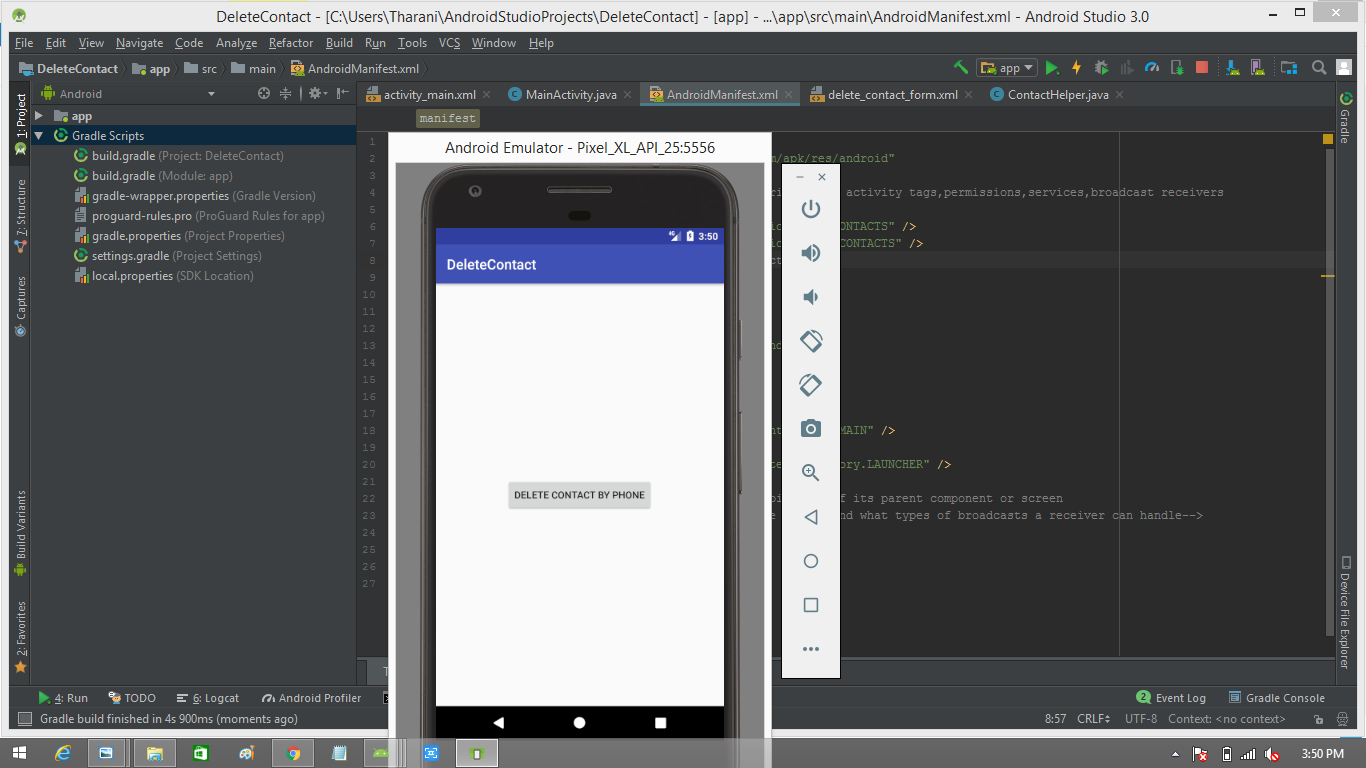 DeleteContact - [C:\Users\Tharani\AndroidStudioProjects\DeleteContact] - [app] - ...\app\src\main\AndroidManifest.xml - Android Studio 3.0
File Edit View Navigate Code Analyze Refactor Build Run Tools VCS Window Help
DeleteContact app src main AndroidManifest.xml app
1: Project
7: Structure
Captures
Build Variants
2: Favorites
Android
app
Gradle Scripts
build.gradle (Project: DeleteContact)
build.gradle (Module: app)
gradle-wrapper.properties (Gradle Version)
proguard-rules.pro (ProGuard Rules for app)
gradle.properties (Project Properties)
settings.gradle (Project Settings)
local.properties (SDK Location)
activity_main.xml MainActivity.java AndroidManifest.xml delete_contact_form.xml ContactHelper.java
manifest
1
2 m/apk/res/android"
3
4 activity tags,permissions,services,broadcast receivers
5
6 ONTACTS" />
7 CONTACTS" />
8
9
10
11
12
13
14
15
16
17
18 MAIN" />
19
20 ory.LAUNCHER" />
21
22 f its parent component or screen
23 nd what types of broadcasts a receiver can handle-->
24
25
26
27
Android Emulator - Pixel_XL_API_25:5556
3:50
DeleteContact
DELETE CONTACT BY PHONE
Gradle
Device File Explorer
4: Run TODO 6: Logcat Android Profiler 2 Event Log Gradle Console
Gradle build finished in 4s 900ms (moments ago) 8:57 CRLF UTF-8 Context: <no context>
3:50 PM